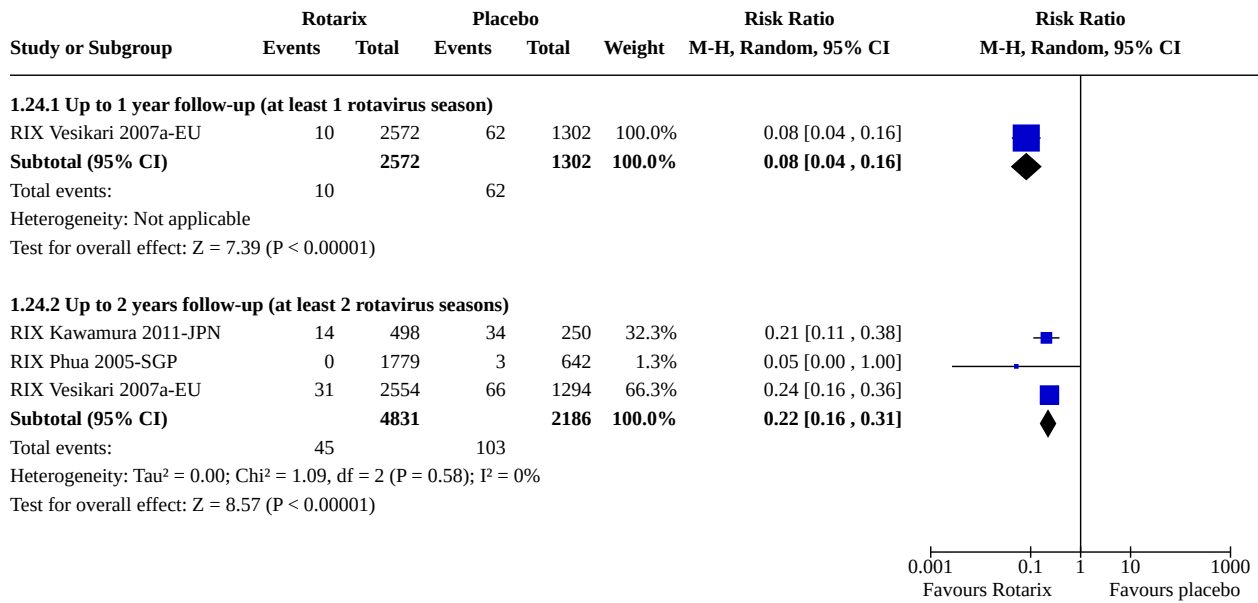 Rotarix Placebo Risk Ratio Risk Ratio
Study or Subgroup Events Total Events Total Weight M-H, Random, 95% CI M-H, Random, 95% CI
1.24.1 Up to 1 year follow-up (at least 1 rotavirus season)
RIX Vesikari 2007a-EU 10 2572 62 1302 100.0% 0.08 [0.04 , 0.16]
Subtotal (95% CI) 2572 1302 100.0% 0.08 [0.04 , 0.16]
Total events: 10 62
Heterogeneity: Not applicable
Test for overall effect: Z = 7.39 (P < 0.00001)
1.24.2 Up to 2 years follow-up (at least 2 rotavirus seasons)
RIX Kawamura 2011-JPN 14 498 34 250 32.3% 0.21 [0.11 , 0.38]
RIX Phua 2005-SGP 0 1779 3 642 1.3% 0.05 [0.00 , 1.00]
RIX Vesikari 2007a-EU 31 2554 66 1294 66.3% 0.24 [0.16 , 0.36]
Subtotal (95% CI) 4831 2186 100.0% 0.22 [0.16 , 0.31]
Total events: 45 103
Heterogeneity: Tau² = 0.00; Chi² = 1.09, df = 2 (P = 0.58); I² = 0%
Test for overall effect: Z = 8.57 (P < 0.00001)
0.001 0.1 1 10 1000
Favours Rotarix Favours placebo